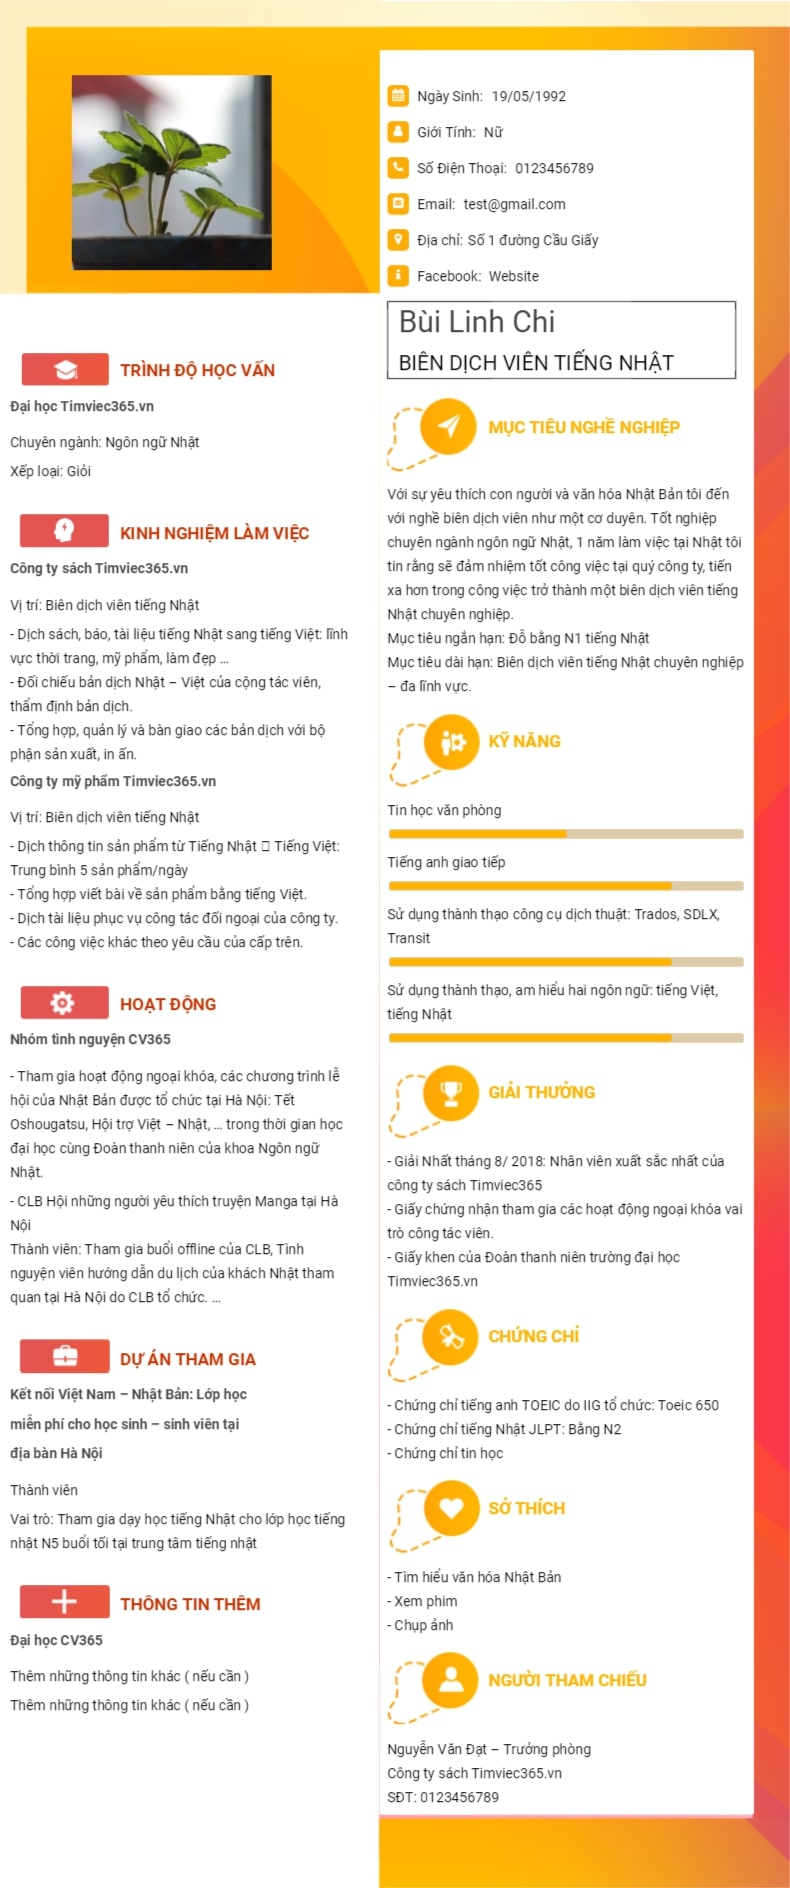 Ngày Sinh: 19/05/1992
Giới Tính: Nữ
Số Điện Thoại: 0123456789
Email: test@gmail.com
Địa chỉ: Số 1 đường Cầu Giấy
Facebook: Website
Bùi Linh Chi
BIÊN DỊCH VIÊN TIẾNG NHẬT
TRÌNH ĐỘ HỌC VẤN
Đại học Timviec365.vn
Chuyên ngành: Ngôn ngữ Nhật
Xếp loại: Giỏi
KINH NGHIỆM LÀM VIỆC
Công ty sách Timviec365.vn
Vị trí: Biên dịch viên tiếng Nhật
- Dịch sách, báo, tài liệu tiếng Nhật sang tiếng Việt: lĩnh
vực thời trang, mỹ phẩm, làm đẹp ...
- Đối chiếu bản dịch Nhật – Việt của cộng tác viên,
thẩm định bản dịch.
- Tổng hợp, quản lý và bàn giao các bản dịch với bộ
phận sản xuất, in ấn.
Công ty mỹ phẩm Timviec365.vn
Vị trí: Biên dịch viên tiếng Nhật
- Dịch thông tin sản phẩm từ Tiếng Nhật  Tiếng Việt:
Trung bình 5 sản phẩm/ngày
- Tổng hợp viết bài về sản phẩm bằng tiếng Việt.
- Dịch tài liệu phục vụ công tác đối ngoại của công ty.
- Các công việc khác theo yêu cầu của cấp trên.
HOẠT ĐỘNG
Nhóm tình nguyện CV365
- Tham gia hoạt động ngoại khóa, các chương trình lễ
hội của Nhật Bản được tổ chức tại Hà Nội: Tết
Oshougatsu, Hội trợ Việt – Nhật, ... trong thời gian học
đại học cùng Đoàn thanh niên của khoa Ngôn ngữ
Nhật.
- CLB Hội những người yêu thích truyện Manga tại Hà
Nội
Thành viên: Tham gia buổi offline của CLB, Tình
nguyện viên hướng dẫn du lịch của khách Nhật tham
quan tại Hà Nội do CLB tổ chức. ...
DỰ ÁN THAM GIA
Kết nối Việt Nam – Nhật Bản: Lớp học
miễn phí cho học sinh – sinh viên tại
địa bàn Hà Nội
Thành viên
Vai trò: Tham gia dạy học tiếng Nhật cho lớp học tiếng
nhật N5 buổi tối tại trung tâm tiếng nhật
THÔNG TIN THÊM
Đại học CV365
Thêm những thông tin khác ( nếu cần )
Thêm những thông tin khác ( nếu cần )
MỤC TIÊU NGHỀ NGHIỆP
Với sự yêu thích con người và văn hóa Nhật Bản tôi đến
với nghề biên dịch viên như một cơ duyên. Tốt nghiệp
chuyên ngành ngôn ngữ Nhật, 1 năm làm việc tại Nhật tôi
tin rằng sẽ đảm nhiệm tốt công việc tại quý công ty, tiến
xa hơn trong công việc trở thành một biên dịch viên tiếng
Nhật chuyên nghiệp.
Mục tiêu ngắn hạn: Đỗ bằng N1 tiếng Nhật
Mục tiêu dài hạn: Biên dịch viên tiếng Nhật chuyên nghiệp
– đa lĩnh vực.
KỸ NĂNG
Tin học văn phòng
Tiếng anh giao tiếp
Sử dụng thành thạo công cụ dịch thuật: Trados, SDLX,
Transit
Sử dụng thành thạo, am hiểu hai ngôn ngữ: tiếng Việt,
tiếng Nhật
GIẢI THƯỞNG
- Giải Nhất tháng 8/ 2018: Nhân viên xuất sắc nhất của
công ty sách Timviec365
- Giấy chứng nhận tham gia các hoạt động ngoại khóa vai
trò công tác viên.
- Giấy khen của Đoàn thanh niên trường đại học
Timviec365.vn
CHỨNG CHỈ
- Chứng chỉ tiếng anh TOEIC do IIG tổ chức: Toeic 650
- Chứng chỉ tiếng Nhật JLPT: Bằng N2
- Chứng chỉ tin học
SỞ THÍCH
- Tìm hiểu văn hóa Nhật Bản
- Xem phim
- Chụp ảnh
NGƯỜI THAM CHIẾU
Nguyễn Văn Đạt – Trưởng phòng
Công ty sách Timviec365.vn
SĐT: 0123456789